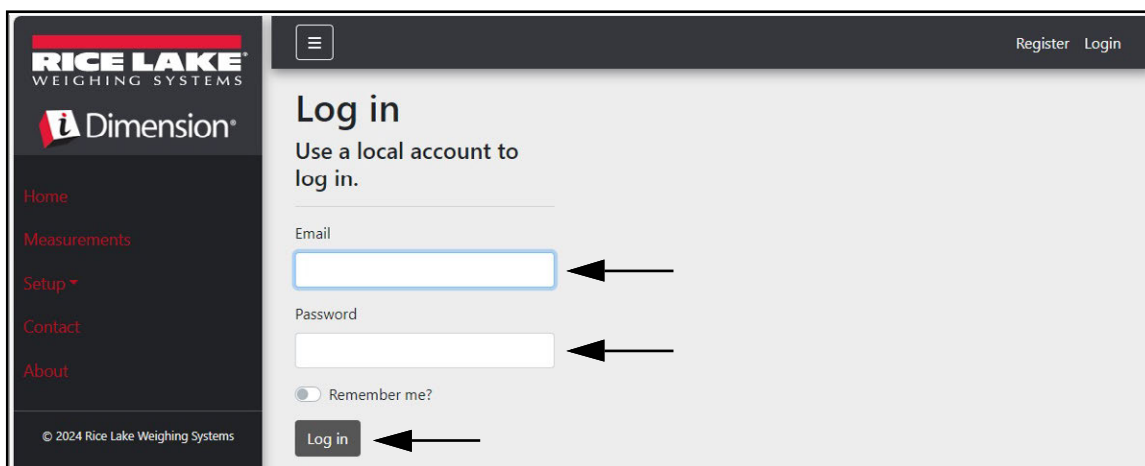 RICE LAKE
WEIGHING SYSTEMS
i Dimension®
Home
Measurements
Setup
Contact
About
© 2024 Rice Lake Weighing Systems
Register Login
Log in
Use a local account to
log in.
Email
Password
Remember me?
Log in